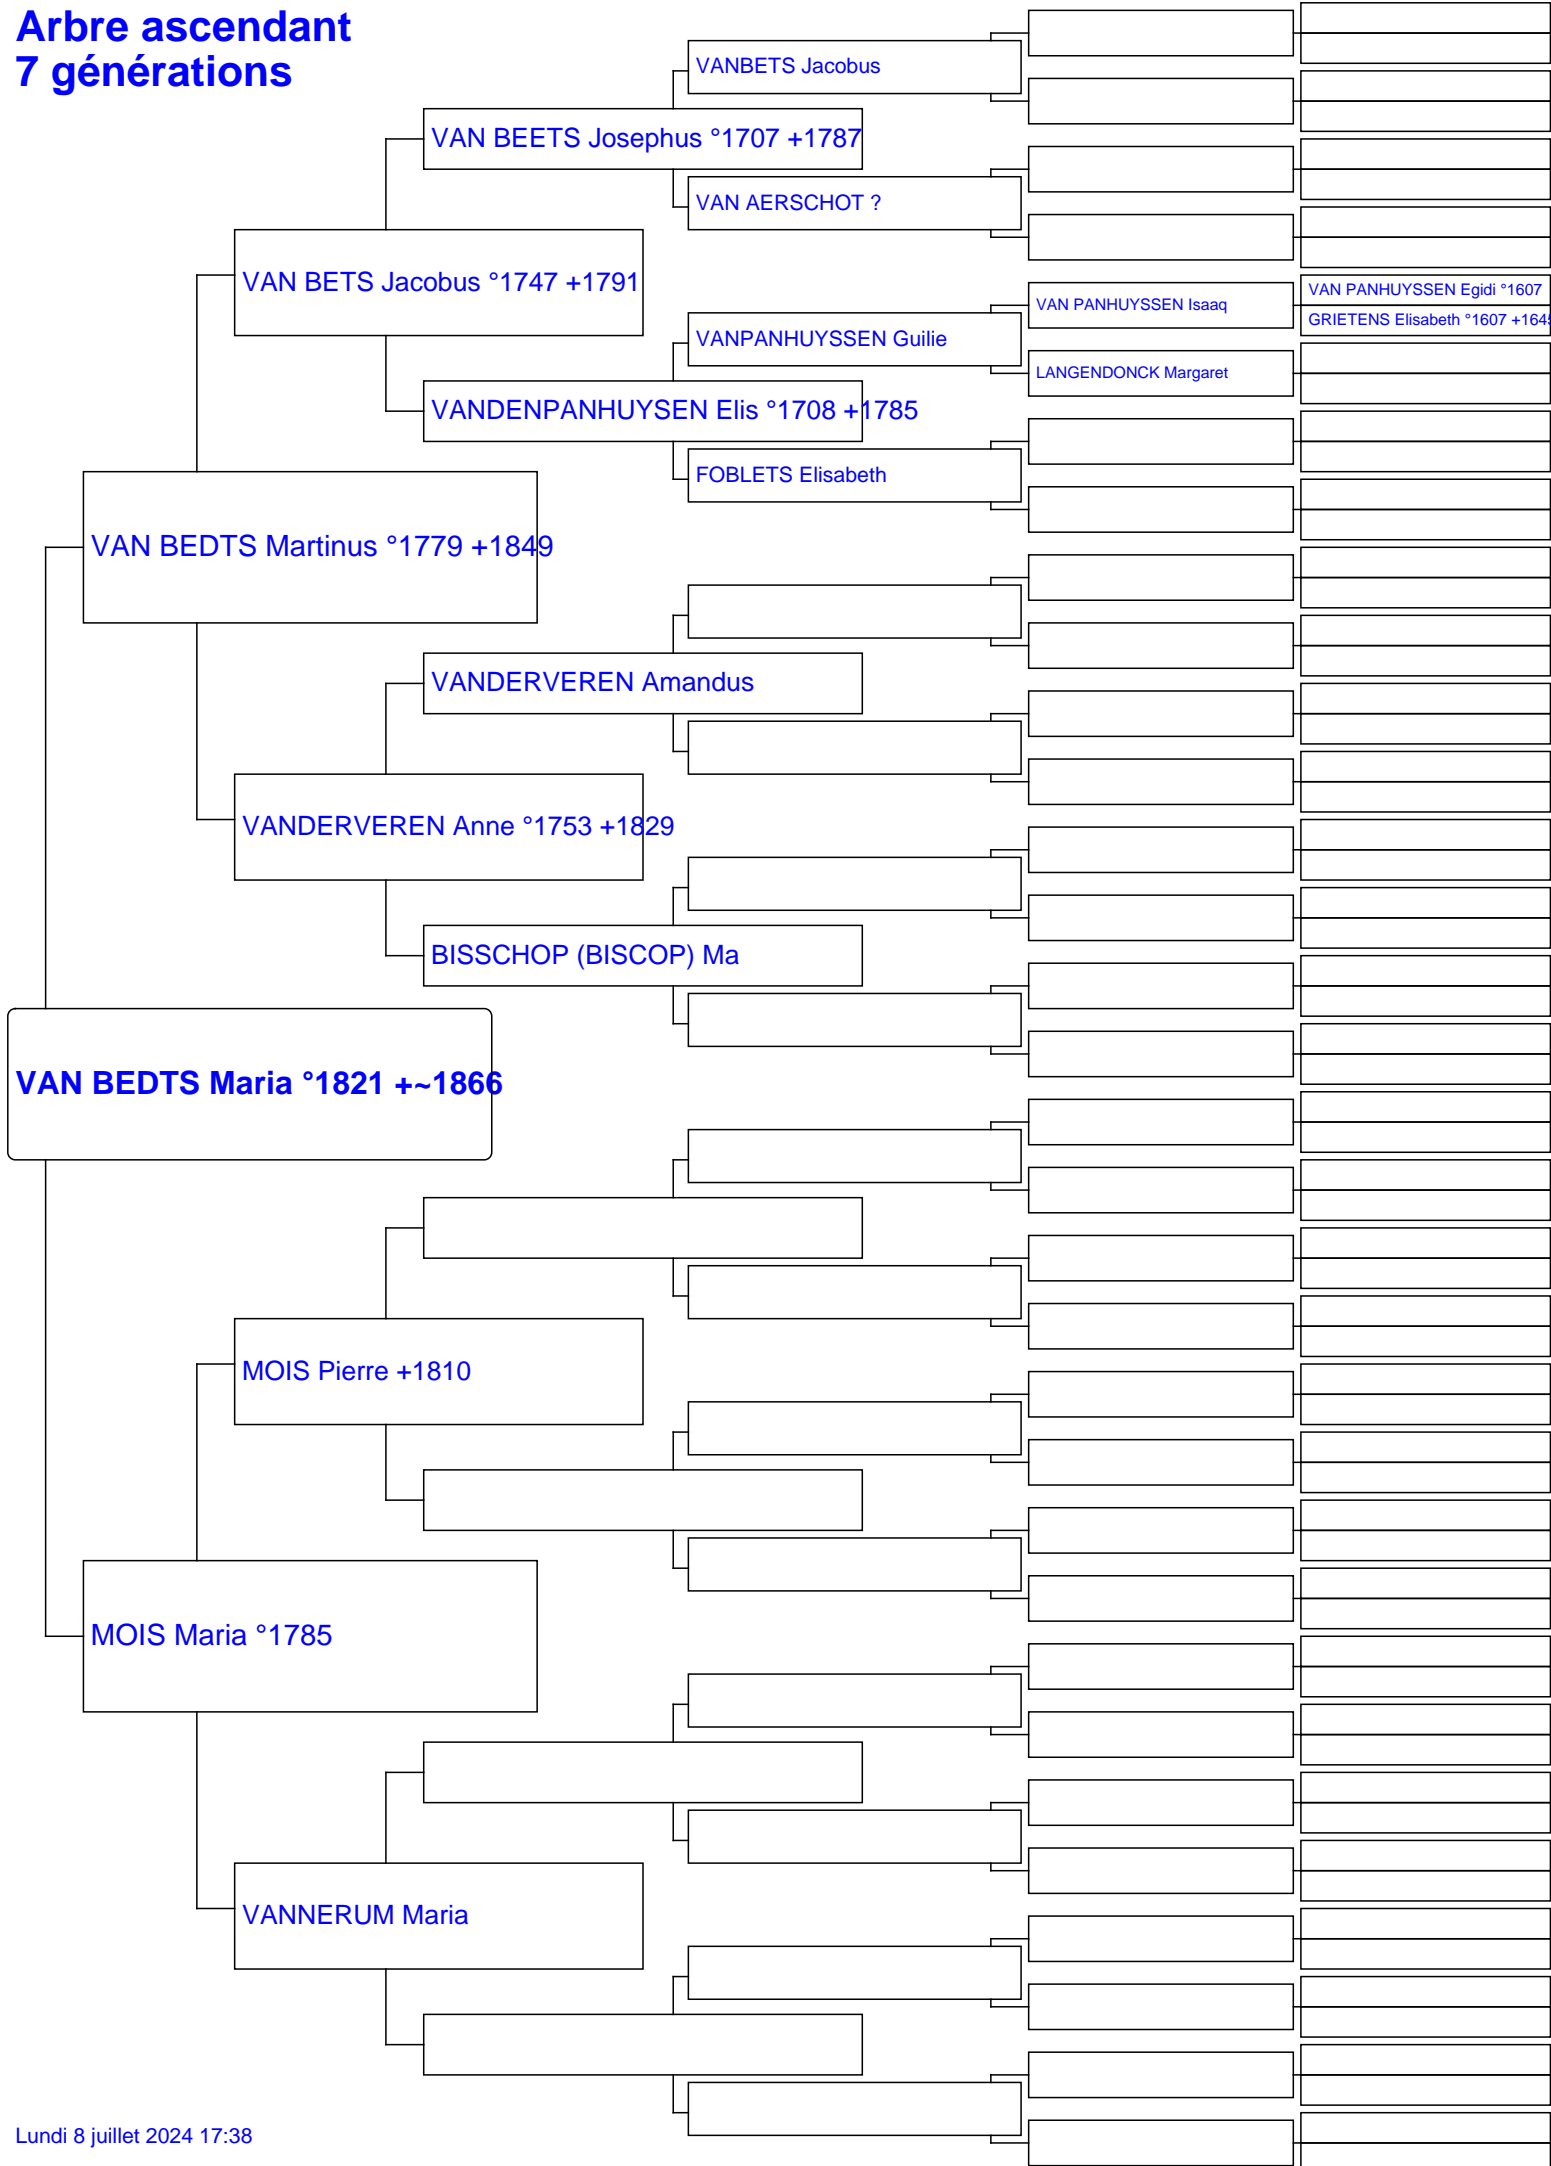 Arbre ascendant
7 générations
VANBETS Jacobus
VAN BEETS Josephus °1707 +1787
VAN AERSCHOT ?
VAN BETS Jacobus °1747 +1791
VAN PANHUYSSEN Egidi °1607
VAN PANHUYSSEN Isaaq
GRIETENS Elisabeth °1607 +1645
VANPANHUYSSEN Guilie
LANGENDONCK Margaret
VANDENPANHUYSEN Elis °1708 +1785
FOBLETS Elisabeth
VAN BEDTS Martinus °1779 +1849
VANDERVEREN Amandus
VANDERVEREN Anne °1753 +1829
BISSCHOP (BISCOP) Ma
VAN BEDTS Maria °1821 +~1866
MOIS Pierre +1810
MOIS Maria °1785
VANNERUM Maria
Lundi 8 juillet 2024 17:38